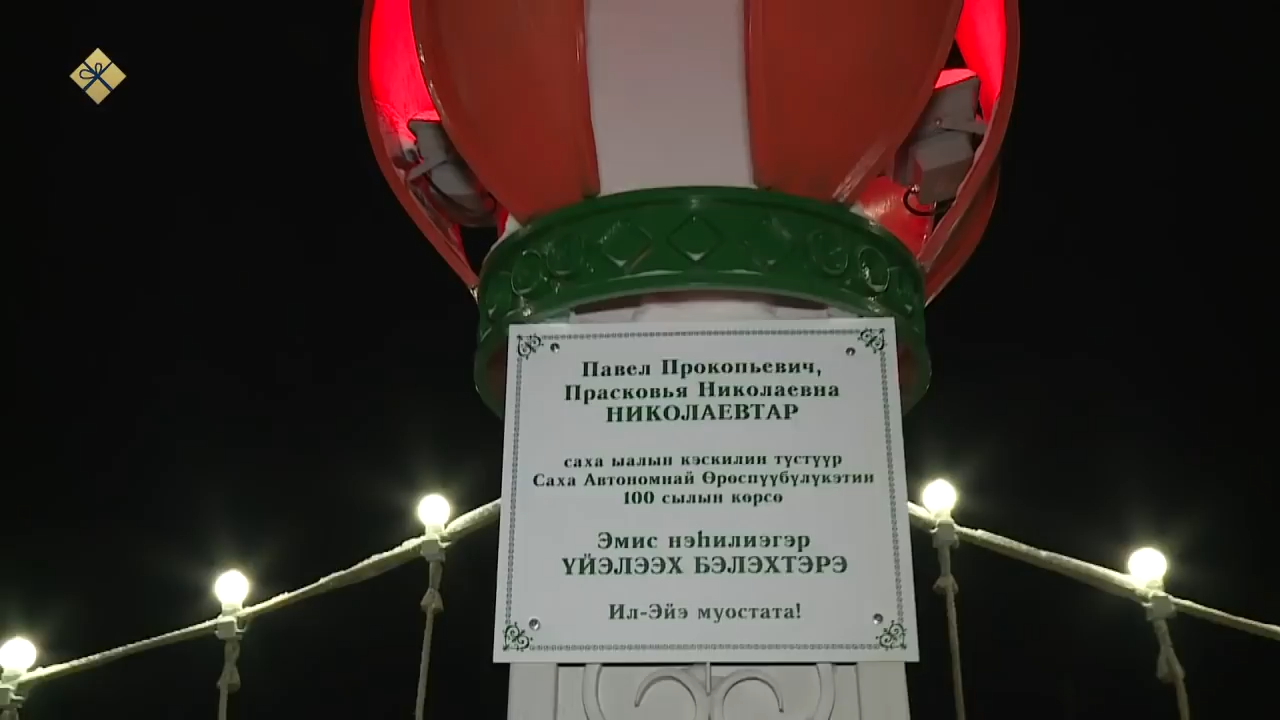 Павел Прокопьевич,
Прасковья Николаевна
НИКОЛАЕВТАР
саха ыалын кэскилин түстүүр
Саха Автономнай Өрөспүүбүлүкэтин
100 сылын көрсө
Эмис нэһилиэгэр
ҮЙЭЛЭЭХ БЭЛЭХТЭРЭ
Ил-Эйэ муостата!